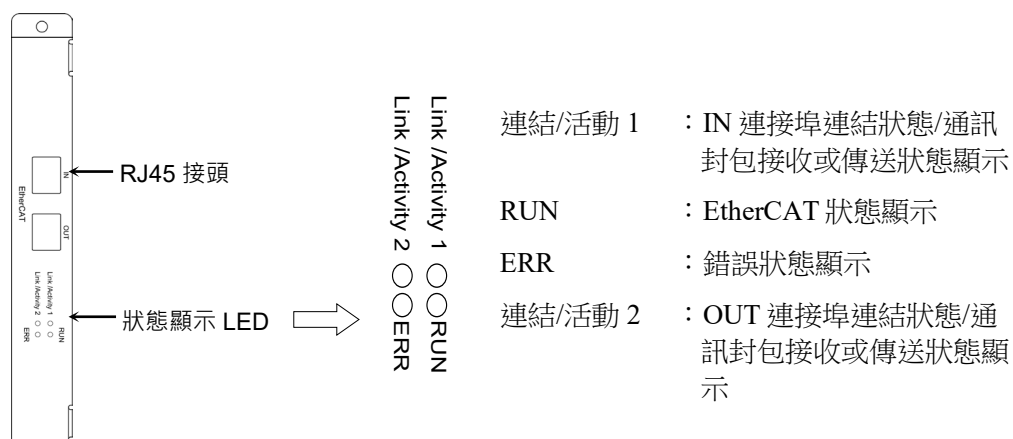 IN
EtherCAT
OUT
Link /Activity 1
RUN
Link /Activity 2
ERR
RJ45 接頭
狀態顯示 LED
Link /Activity 1
RUN
Link /Activity 2
ERR
連結/活動 1 :IN 連接埠連結狀態/通訊
封包接收或傳送狀態顯示
RUN :EtherCAT 狀態顯示
ERR :錯誤狀態顯示
連結/活動 2 :OUT 連接埠連結狀態/通
訊封包接收或傳送狀態顯
示